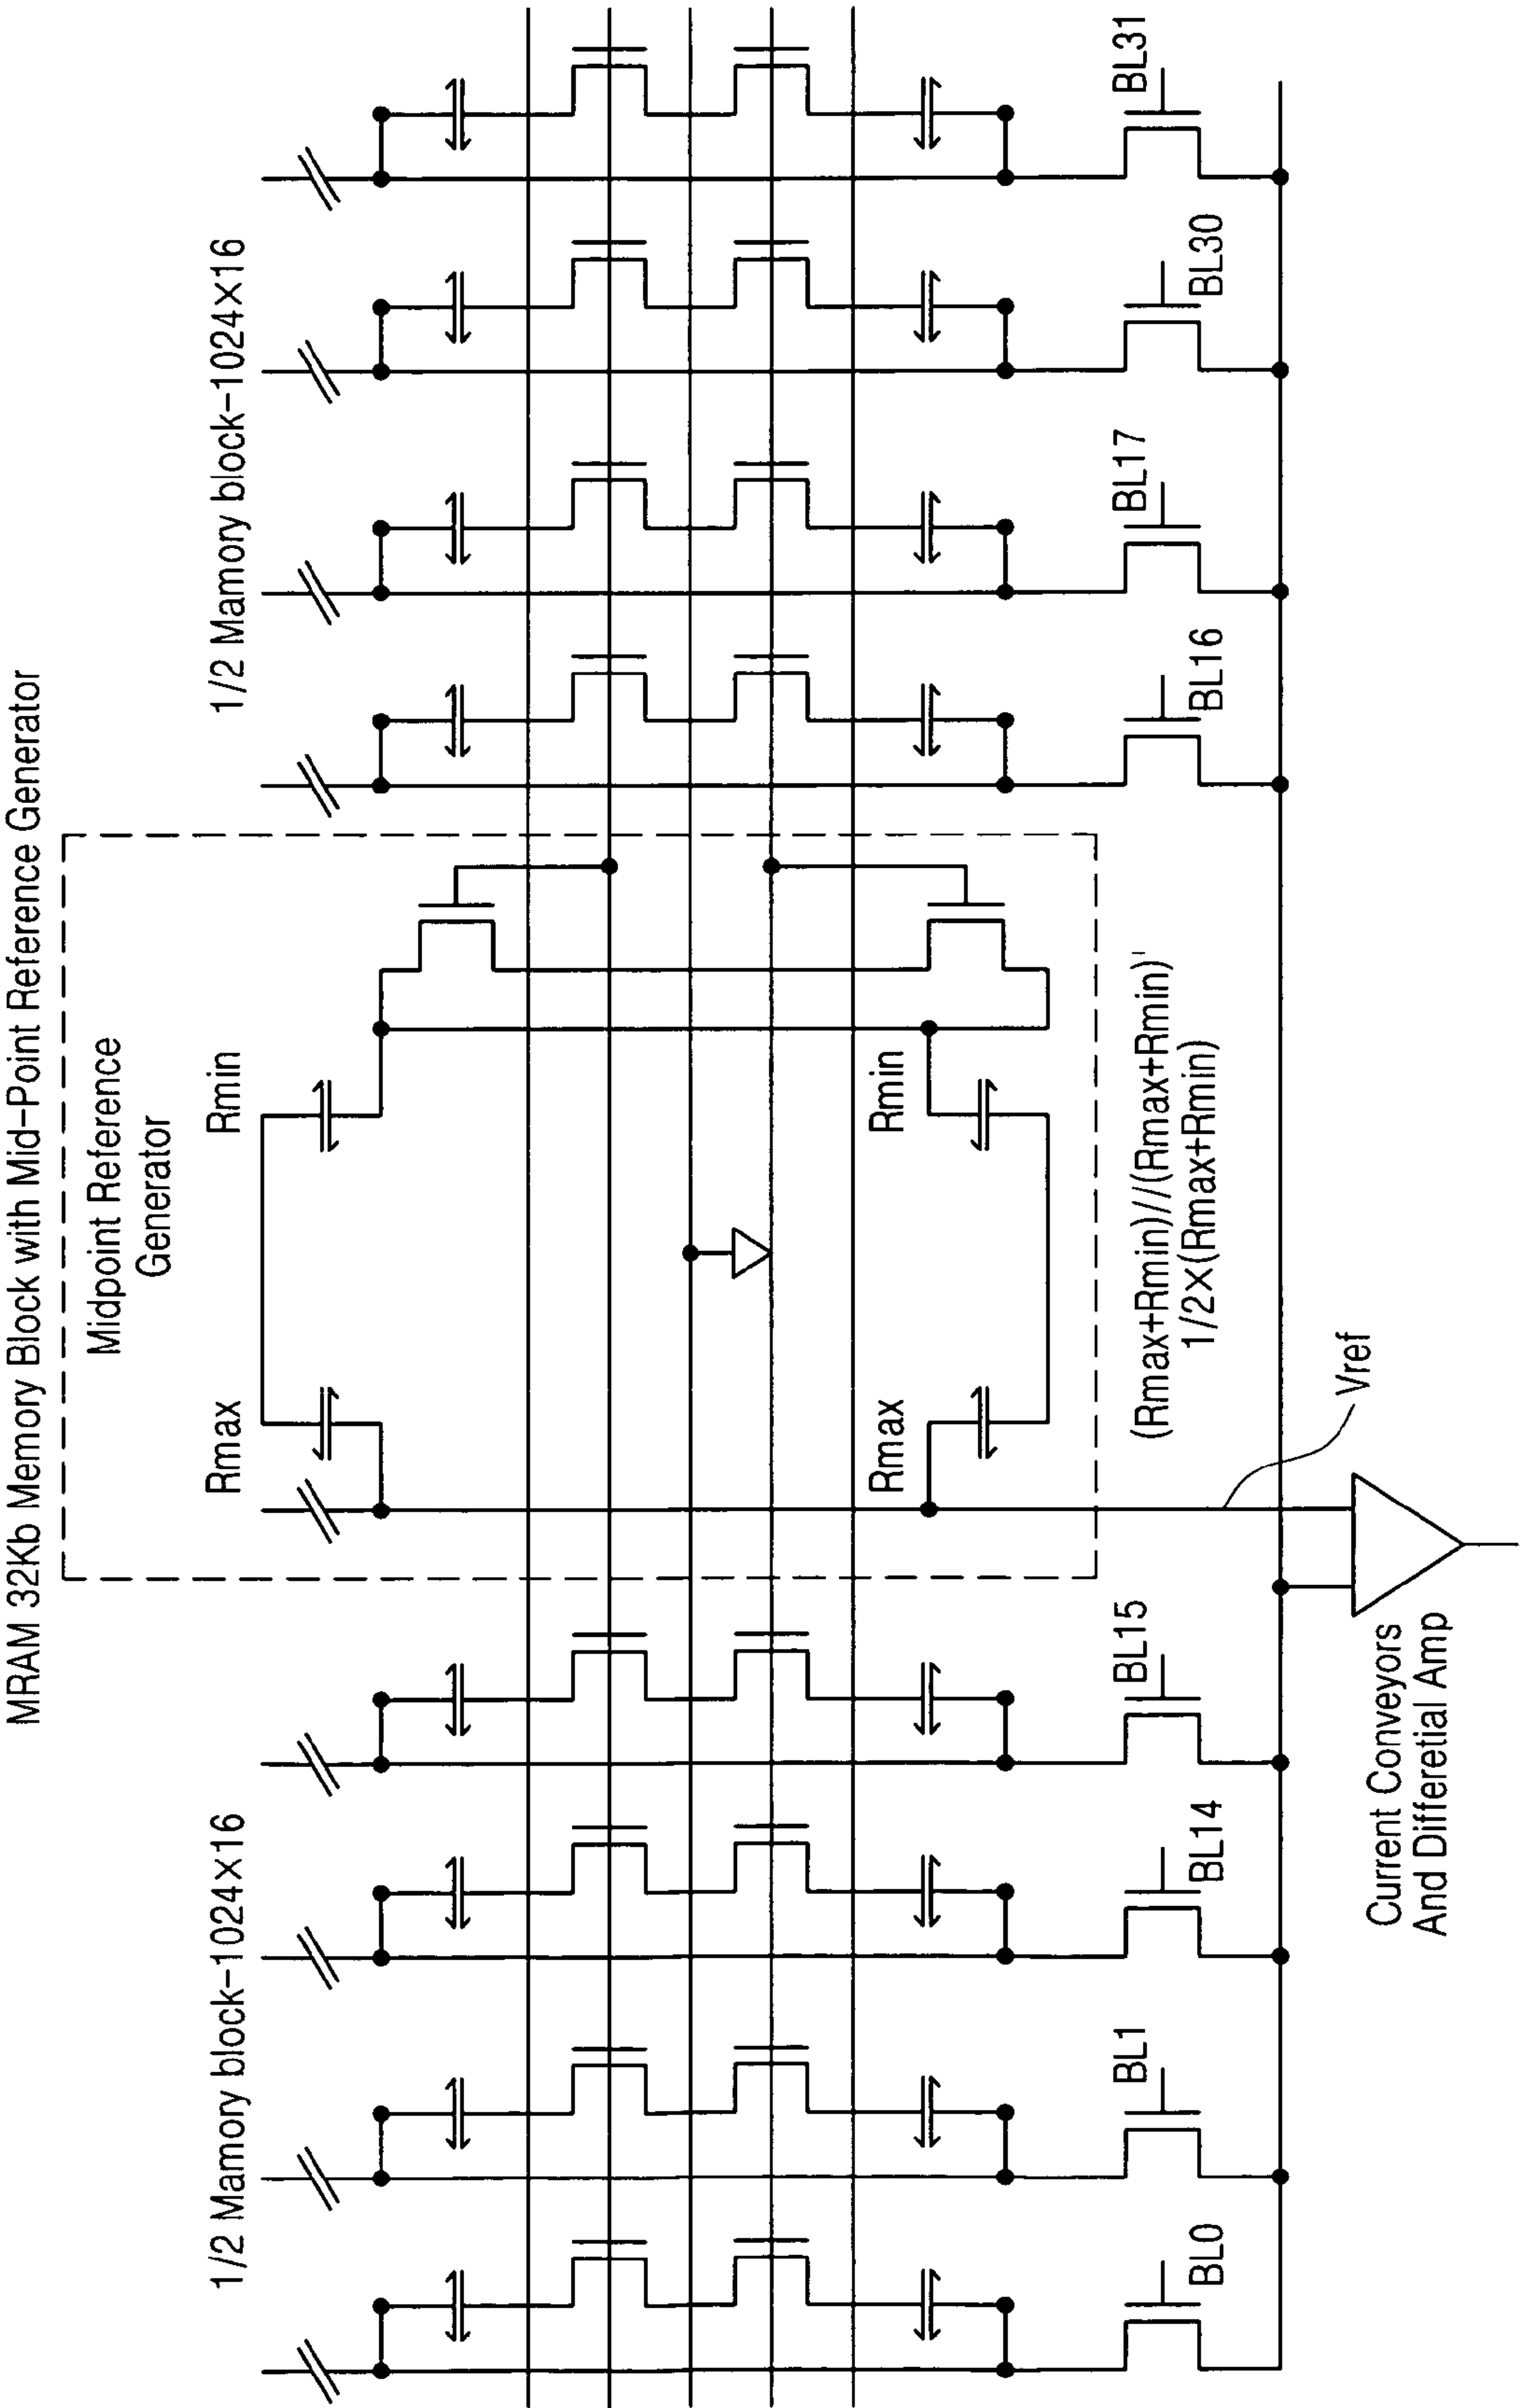 MRAM 32Kb Memory Block with Mid-Point Reference Generator
1/2 Mamory block-1024×16
1/2 Mamory block-1024×16
Midpoint Reference
Generator
Rmax
Rmin
Rmax
Rmin
(Rmax+Rmin)//(Rmax+Rmin)'
1/2×(Rmax+Rmin)
BL0
BL1
BL14
BL15
BL16
BL17
BL30
BL31
Vref
Current Conveyors
And Differetial Amp